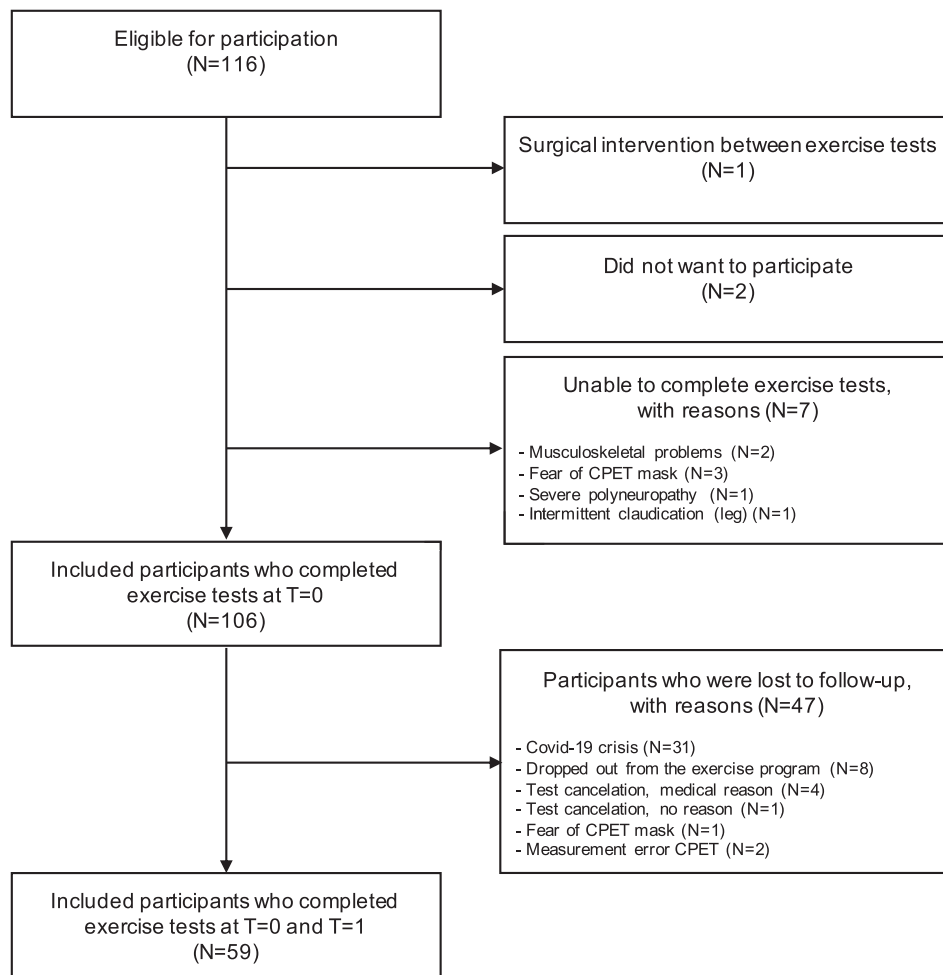 Eligible for participation
(N=116)
Surgical intervention between exercise tests
(N=1)
Did not want to participate
(N=2)
Unable to complete exercise tests,
with reasons (N=7)
- Musculoskeletal problems (N=2)
- Fear of CPET mask (N=3)
- Severe polyneuropathy (N=1)
- Intermittent claudication (leg) (N=1)
Included participants who completed
exercise tests at T=0
(N=106)
Participants who were lost to follow-up,
with reasons (N=47)
- Covid-19 crisis (N=31)
- Dropped out from the exercise program (N=8)
- Test cancelation, medical reason (N=4)
- Test cancelation, no reason (N=1)
- Fear of CPET mask (N=1)
- Measurement error CPET (N=2)
Included participants who completed
exercise tests at T=0 and T=1
(N=59)